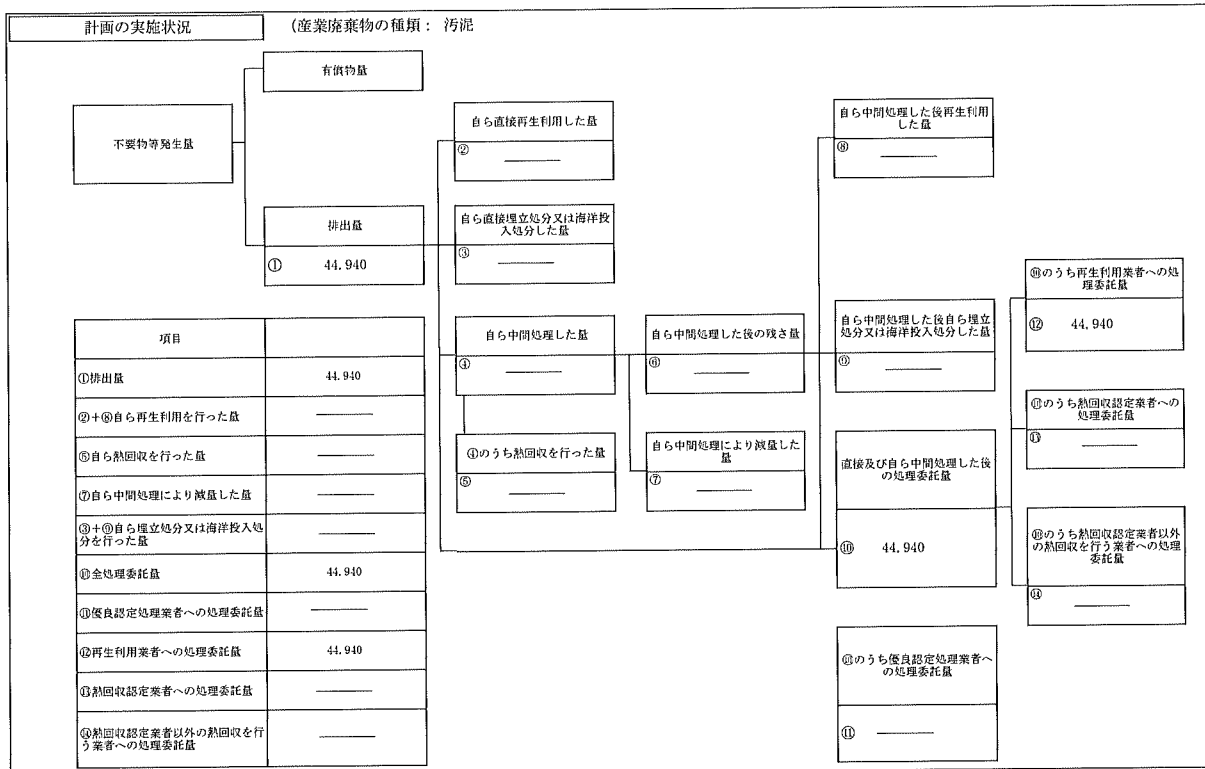 計画の実施状況
(産業廃棄物の種類： 汚泥
有償物量
不要物等発生量
排出量
① 44.940
自ら直接再生利用した量
②
自ら直接埋立処分又は海洋投
入処分した量
③
自ら中間処理した量
④
④のうち熱回収を行った量
⑤
自ら中間処理した後の残さ量
⑥
自ら中間処理により減量した
量
⑦
自ら中間処理した後再生利用
した量
⑧
自ら中間処理した後自ら埋立
処分又は海洋投入処分した量
⑨
直接及び自ら中間処理した後
の処理委託量
⑩ 44.940
⑩のうち優良認定処理業者へ
の処理委託量
⑪
⑩のうち再生利用業者への処
理委託量
⑫ 44.940
⑩のうち熱回収認定業者への
処理委託量
⑬
⑩のうち熱回収認定業者以外
の熱回収を行う業者への処理
委託量
⑭
項目
①排出量 44.940
②+⑧自ら再生利用を行った量
⑤自ら熱回収を行った量
⑦自ら中間処理により減量した量
③+⑨自ら埋立処分又は海洋投入処
分を行った量
⑩全処理委託量 44.940
⑪優良認定処理業者への処理委託量
⑫再生利用業者への処理委託量 44.940
⑬熱回収認定業者への処理委託量
⑭熱回収認定業者以外の熱回収を行
う業者への処理委託量